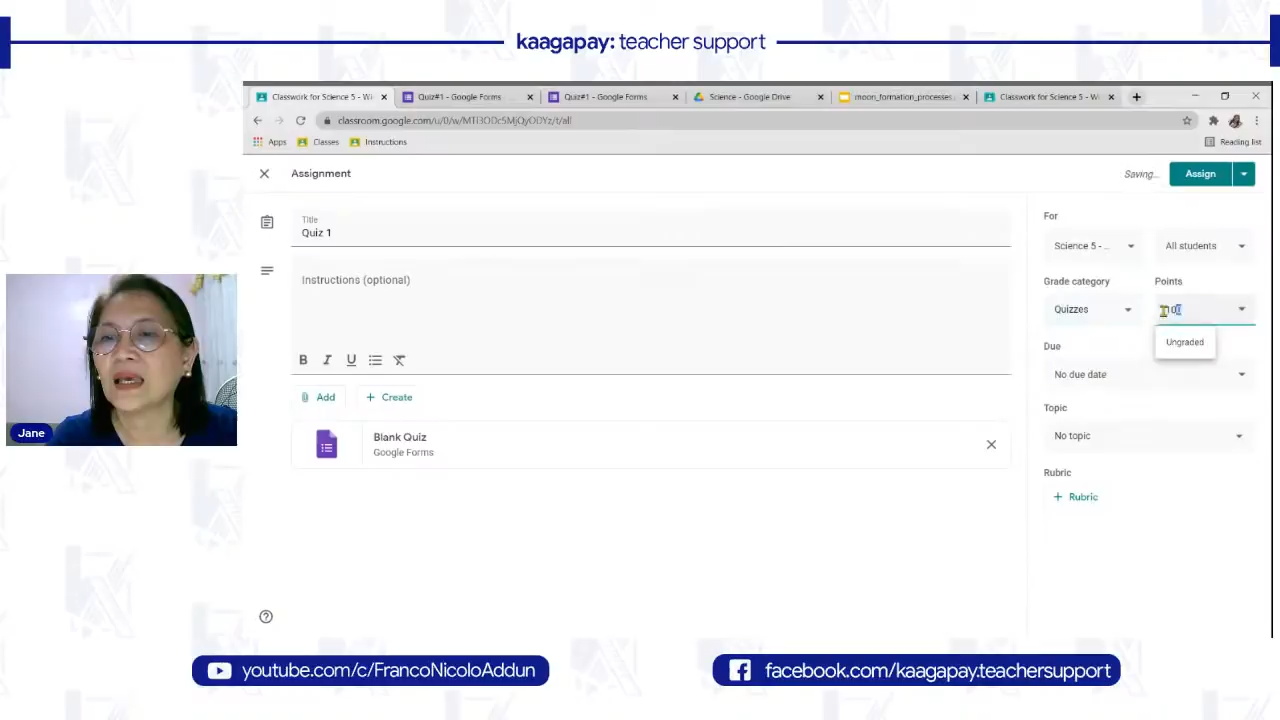 kaagapay: teacher support
Classwork for Science 5 - Wi
Quiz#1 - Google Forms
Quiz#1 - Google Forms
Science - Google Drive
moon_formation_processes.
Classwork for Science 5 - Wi
Apps
Classes
Instructions
Reading list
Assignment
Saving...
Assign
Title
Quiz 1
Instructions (optional)
B I U
Add
Create
Blank Quiz
Google Forms
For
Science 5 - ...
All students
Grade category
Points
Quizzes
Ungraded
Due
No due date
Topic
No topic
Rubric
Rubric
Jane
youtube.com/c/FrancoNicoloAddun
facebook.com/kaagapay.teachersupport